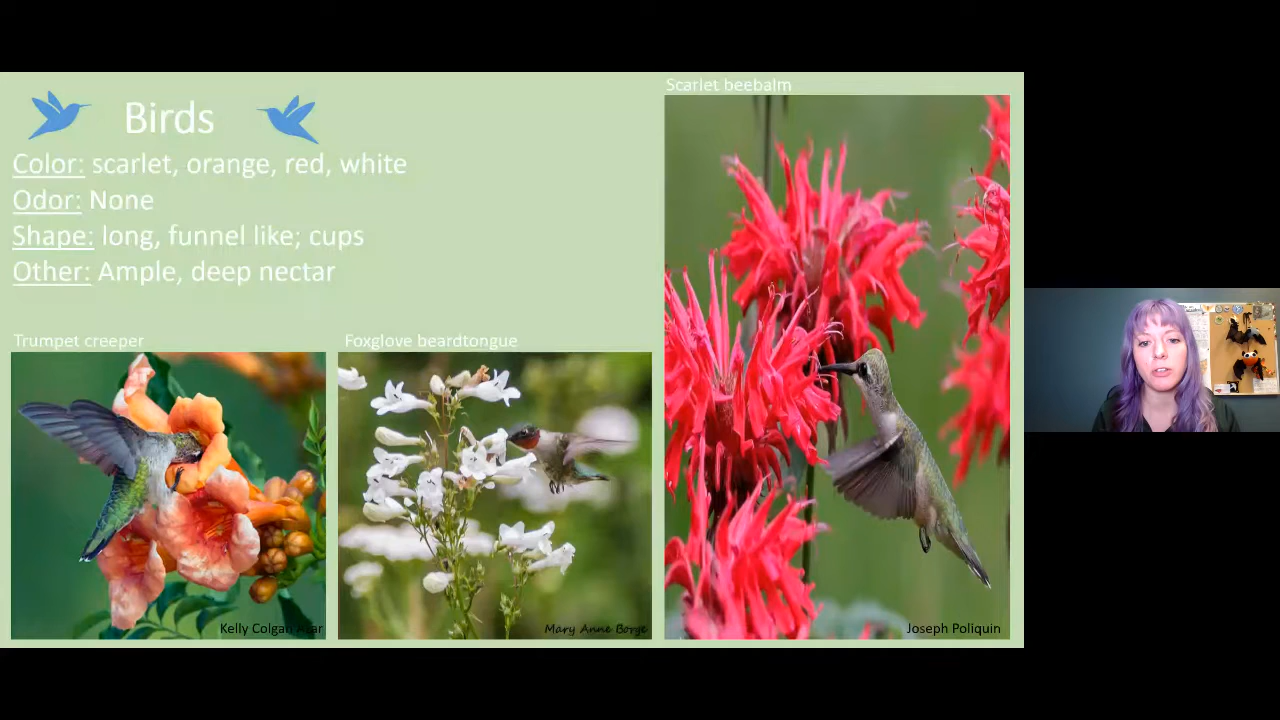 Birds
Color: scarlet, orange, red, white
Odor: None
Shape: long, funnel like; cups
Other: Ample, deep nectar
Scarlet beebalm
Trumpet creeper
Foxglove beardtongue
Kelly Colgan Azar
Mary Anne Borge
Joseph Poliquin